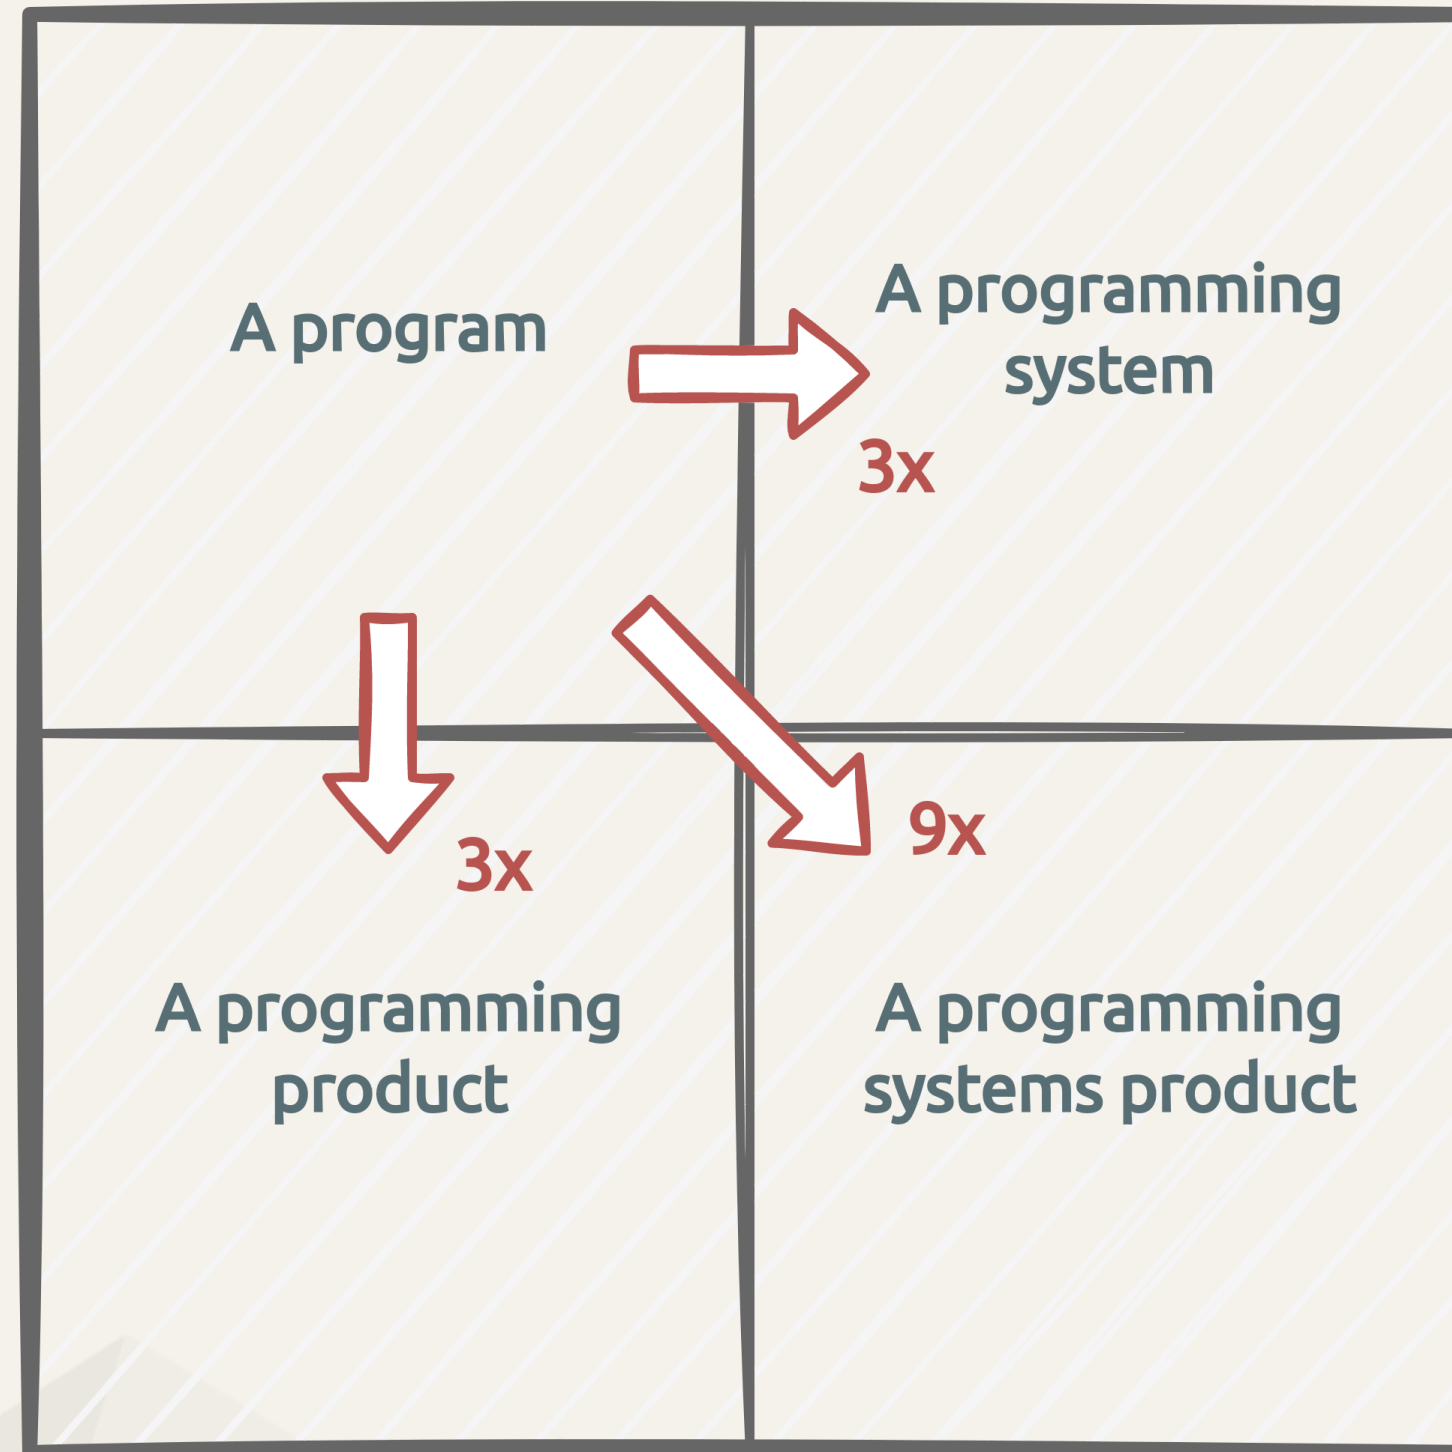 A program
A programming
system
3x
3x
9x
A programming
product
A programming
systems product